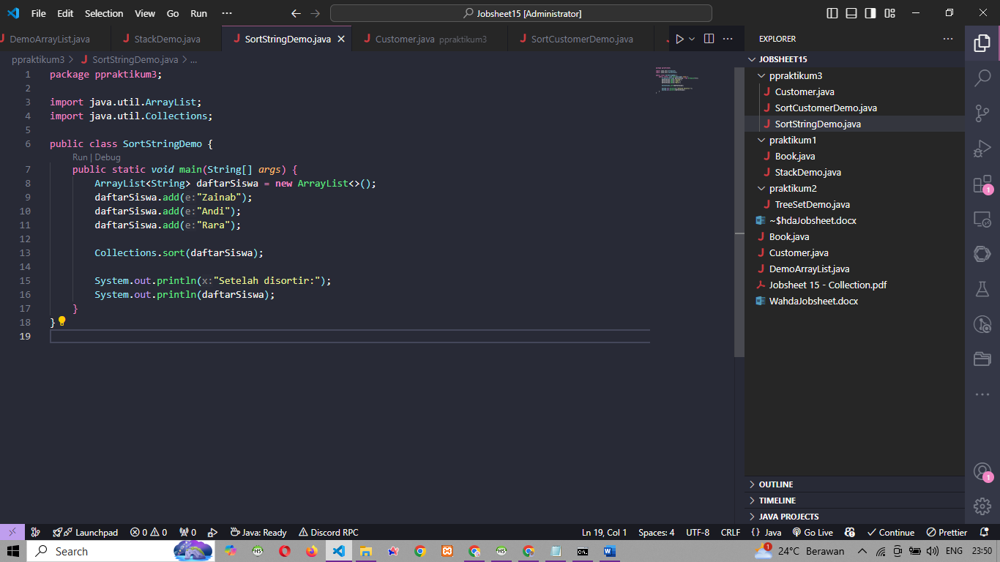 File Edit Selection View Go Run ··· Jobsheet15 [Administrator]
DemoArrayList.java StackDemo.java SortStringDemo.java Customer.java ppraktikum3 SortCustomerDemo.java
ppraktikum3 > SortStringDemo.java > ...
1 package ppraktikum3;
2
3 import java.util.ArrayList;
4 import java.util.Collections;
5
6 public class SortStringDemo {
Run | Debug
7 public static void main(String[] args) {
8 ArrayList<String> daftarSiswa = new ArrayList<>();
9 daftarSiswa.add(e:"Zainab");
10 daftarSiswa.add(e:"Andi");
11 daftarSiswa.add(e:"Rara");
12
13 Collections.sort(daftarSiswa);
14
15 System.out.println(x:"Setelah disortir:");
16 System.out.println(daftarSiswa);
17 }
18 }
19
EXPLORER
JOBSHEET15
ppraktikum3
Customer.java
SortCustomerDemo.java
SortStringDemo.java
praktikum1
Book.java
StackDemo.java
praktikum2
TreeSetDemo.java
~$hdaJobsheet.docx
Book.java
Customer.java
DemoArrayList.java
Jobsheet 15 - Collection.pdf
WahdaJobsheet.docx
OUTLINE
TIMELINE
JAVA PROJECTS
1
1
Launchpad 0 0 0 Java: Ready Discord RPC Ln 19, Col 1 Spaces: 4 UTF-8 CRLF {} Java Go Live Continue Prettier
Search HS HS 1 24°C Berawan ENG 23:50